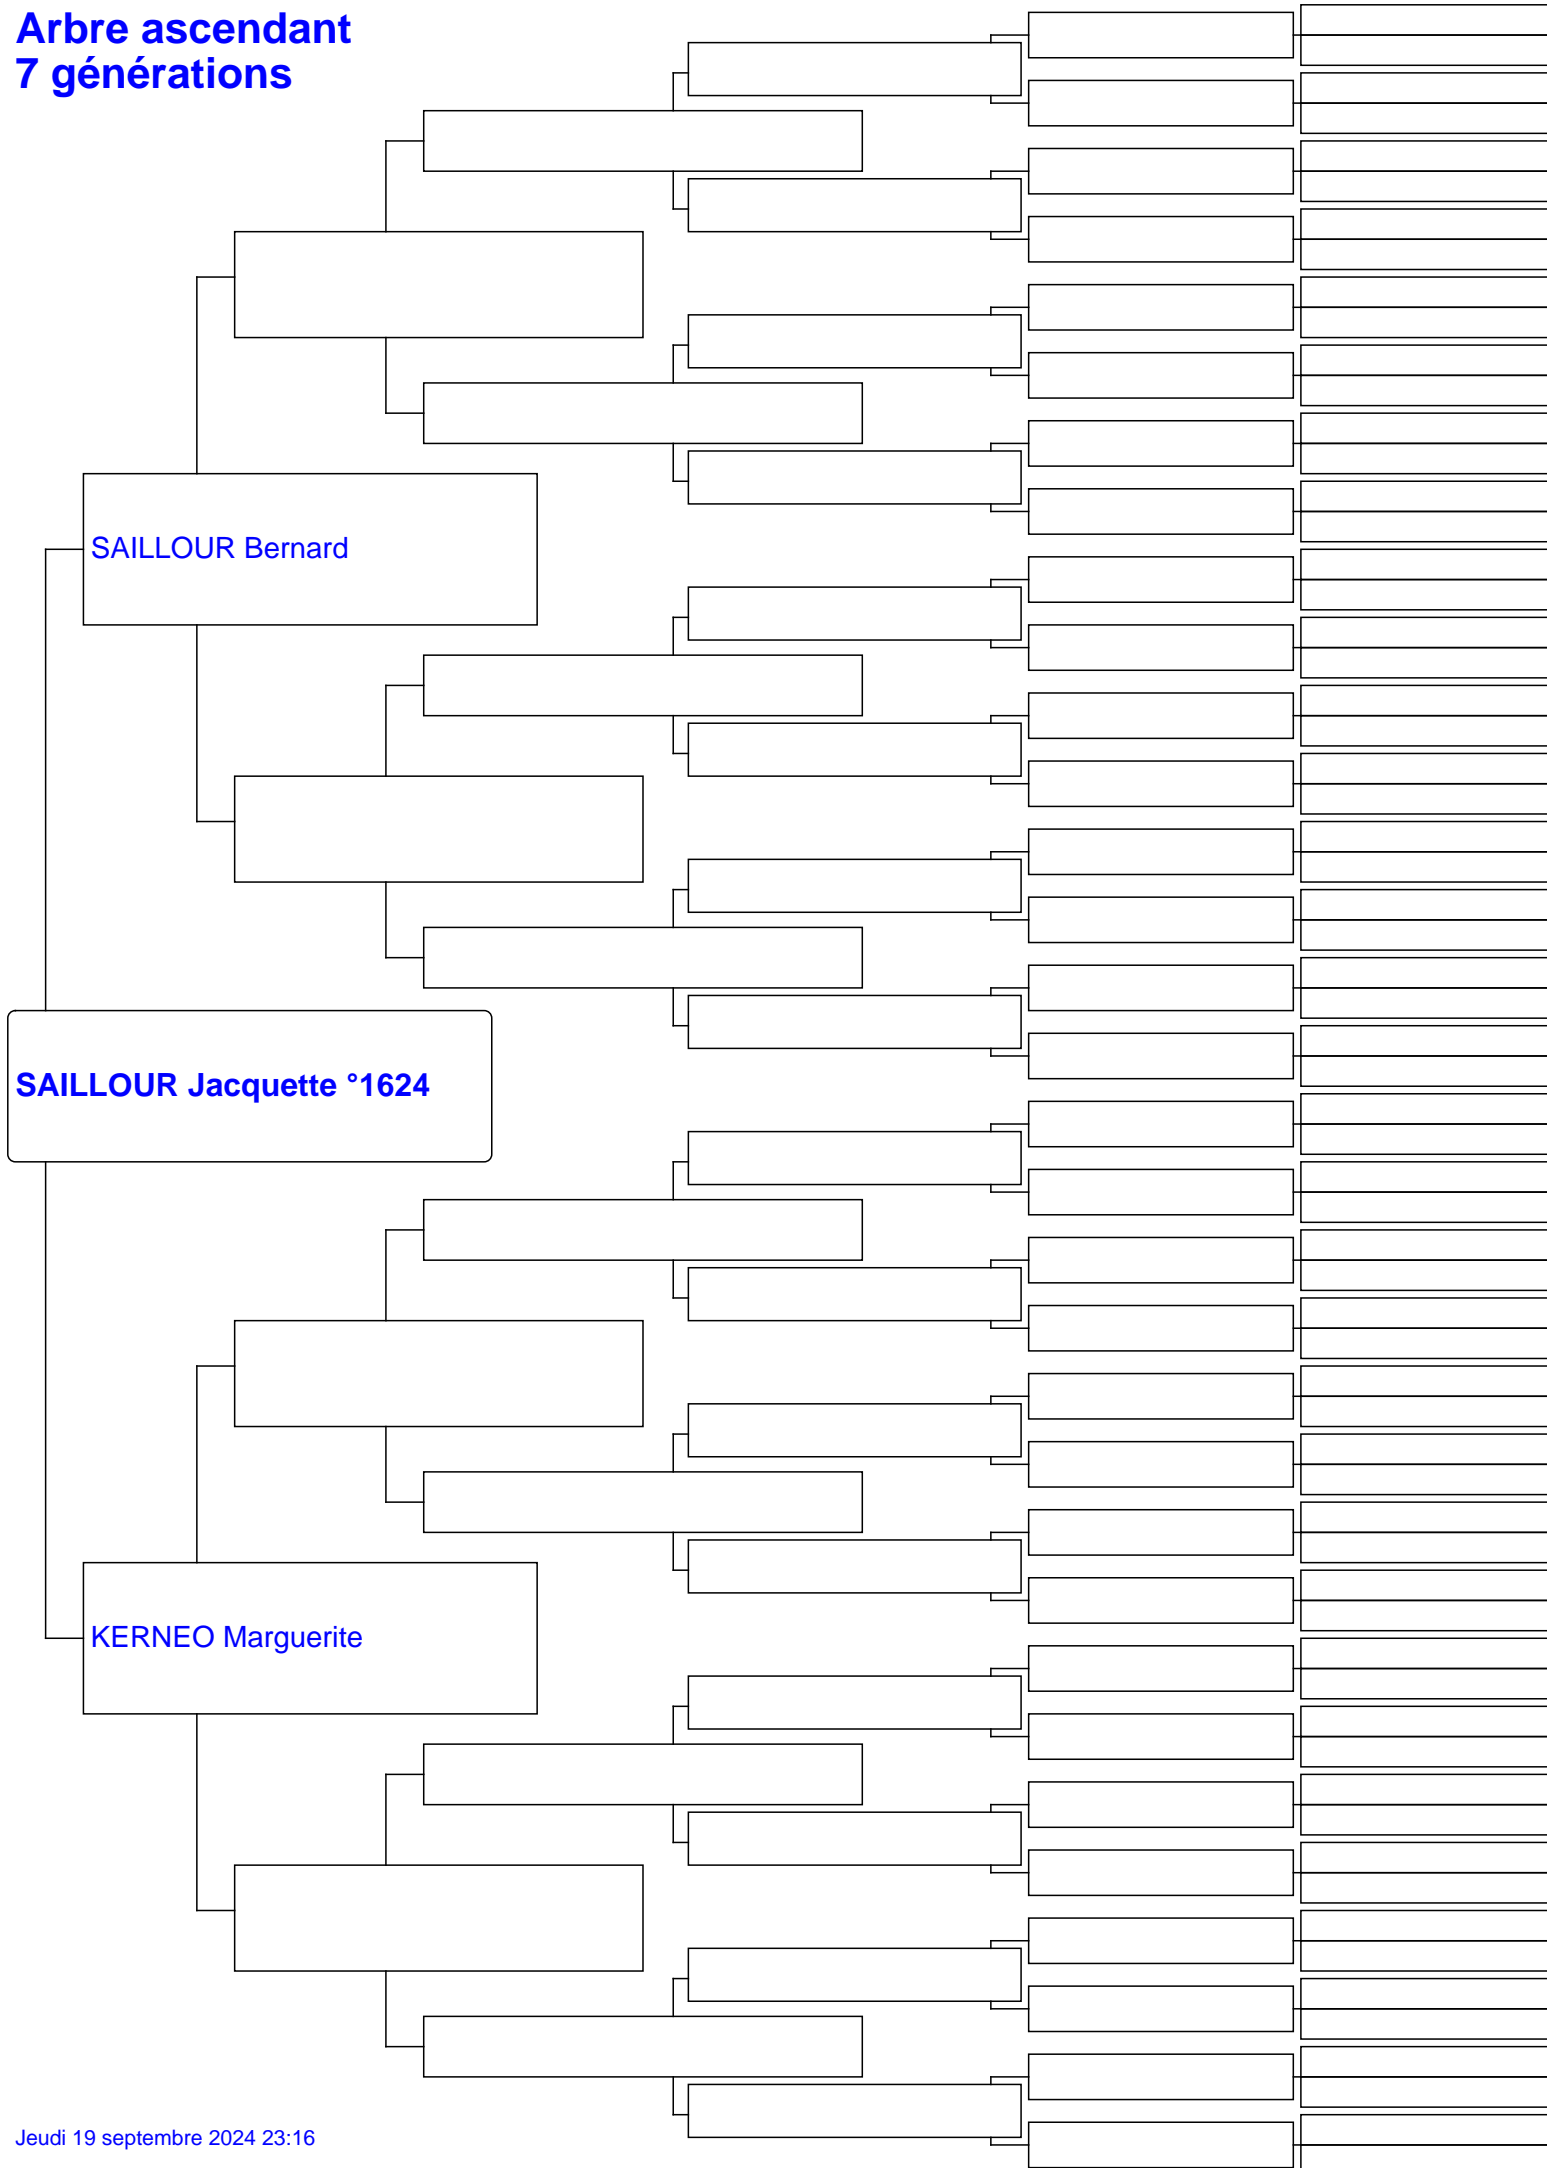 Arbre ascendant
7 générations
SAILLOUR Bernard
SAILLOUR Jacquette °1624
KERNEO Marguerite
Jeudi 19 septembre 2024 23:16